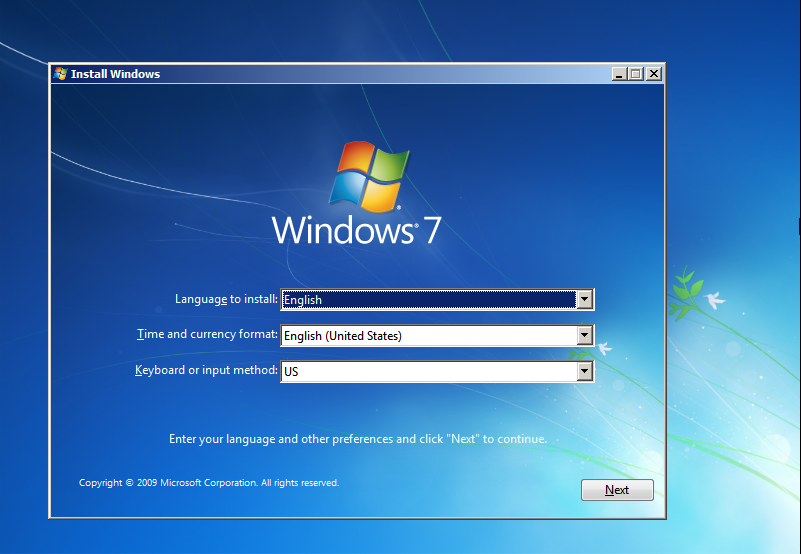 Install Windows
Windows® 7
Language to install: English
Time and currency format: English (United States)
Keyboard or input method: US
Enter your language and other preferences and click "Next" to continue.
Copyright © 2009 Microsoft Corporation. All rights reserved.
Next